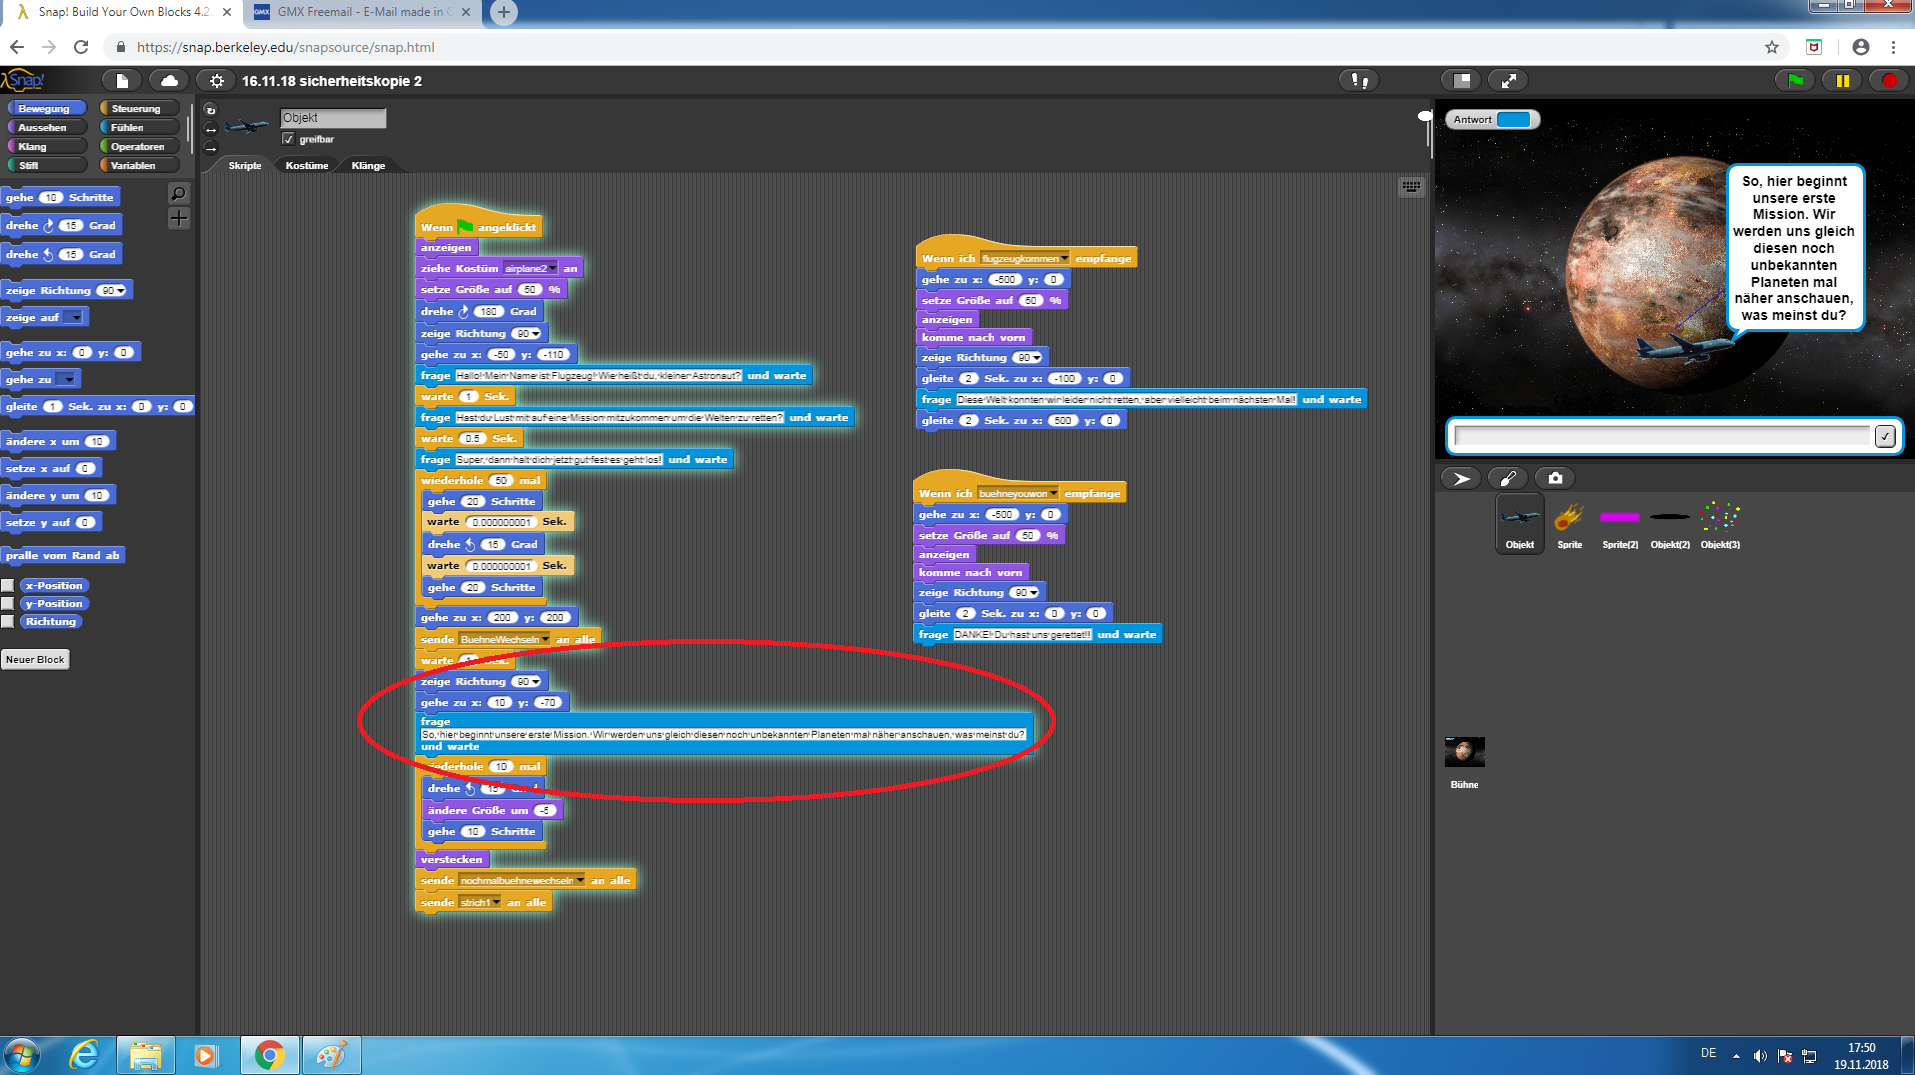 Snap! Build Your Own Blocks 4.2.
GMX Freemail - E-Mail made in G
https://snap.berkeley.edu/snapsource/snap.html
Snap!
16.11.18 sicherheitskopie 2
Bewegung
Steuerung
Aussehen
Fühlen
Klang
Operatoren
Stift
Variablen
gehe 10 Schritte
drehe 15 Grad
drehe 15 Grad
zeige Richtung 90
zeige auf
gehe zu x: 0 y: 0
gehe zu
gleite 1 Sek. zu x: 0 y: 0
ändere x um 10
setze x auf 0
ändere y um 10
setze y auf 0
pralle vom Rand ab
x-Position
y-Position
Richtung
Neuer Block
Objekt
greifbar
Skripte
Kostüme
Klänge
Wenn angeklickt
anzeigen
ziehe Kostüm airplane2 an
setze Größe auf 50 %
drehe 180 Grad
zeige Richtung 90
gehe zu x: -50 y: -110
frage Hallo! Mein Name ist Flugzeug! Wie heißt du, kleiner Astronaut? und warte
warte 1 Sek.
frage Hast du Lust mit auf eine Mission mitzukommen um die Welten zu retten? und warte
warte 0.5 Sek.
frage Super, dann halt dich jetzt gut fest es geht los! und warte
wiederhole 50 mal
gehe 20 Schritte
warte 0.000000001 Sek.
drehe 15 Grad
warte 0.000000001 Sek.
gehe 20 Schritte
gehe zu x: 200 y: 200
sende BuehneWechseln an alle
warte 1 Sek.
zeige Richtung 90
gehe zu x: 10 y: -70
frage
So, hier beginnt unsere erste Mission. Wir werden uns gleich diesen noch unbekannten Planeten mal näher anschauen, was meinst du?
und warte
wiederhole 10 mal
drehe 15 Grad
ändere Größe um -5
gehe 10 Schritte
verstecken
sende nochmalbuehnewechseln an alle
sende strich1 an alle
Wenn ich flugzeugkommen empfange
gehe zu x: -500 y: 0
setze Größe auf 50 %
anzeigen
komme nach vorn
zeige Richtung 90
gleite 2 Sek. zu x: -100 y: 0
frage Diese Welt konnten wir leider nicht retten, aber vielleicht beim nächsten Mal! und warte
gleite 2 Sek. zu x: 500 y: 0
Wenn ich buehneyouwon empfange
gehe zu x: -500 y: 0
setze Größe auf 50 %
anzeigen
komme nach vorn
zeige Richtung 90
gleite 2 Sek. zu x: 0 y: 0
frage DANKE! Du hast uns gerettet!! und warte
Antwort
So, hier beginnt
unsere erste
Mission. Wir
werden uns gleich
diesen noch
unbekannten
Planeten mal
näher anschauen,
was meinst du?
Objekt
Sprite
Sprite(2)
Objekt(2)
Objekt(3)
Bühne
DE
17:50
19.11.2018